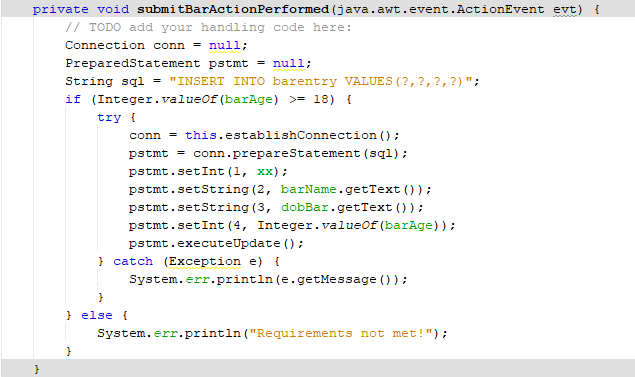 private void submitBarActionPerformed(java.awt.event.ActionEvent evt) {
// TODO add your handling code here:
Connection conn = null;
PreparedStatement pstmt = null;
String sql = "INSERT INTO barentry VALUES(?,?,?,?)";
if (Integer.valueOf(barAge) >= 18) {
try {
conn = this.establishConnection();
pstmt = conn.prepareStatement(sql);
pstmt.setInt(1, xx);
pstmt.setString(2, barName.getText());
pstmt.setString(3, dobBar.getText());
pstmt.setInt(4, Integer.valueOf(barAge));
pstmt.executeUpdate();
} catch (Exception e) {
System.err.println(e.getMessage());
}
} else {
System.err.println("Requirements not met!");
}
}